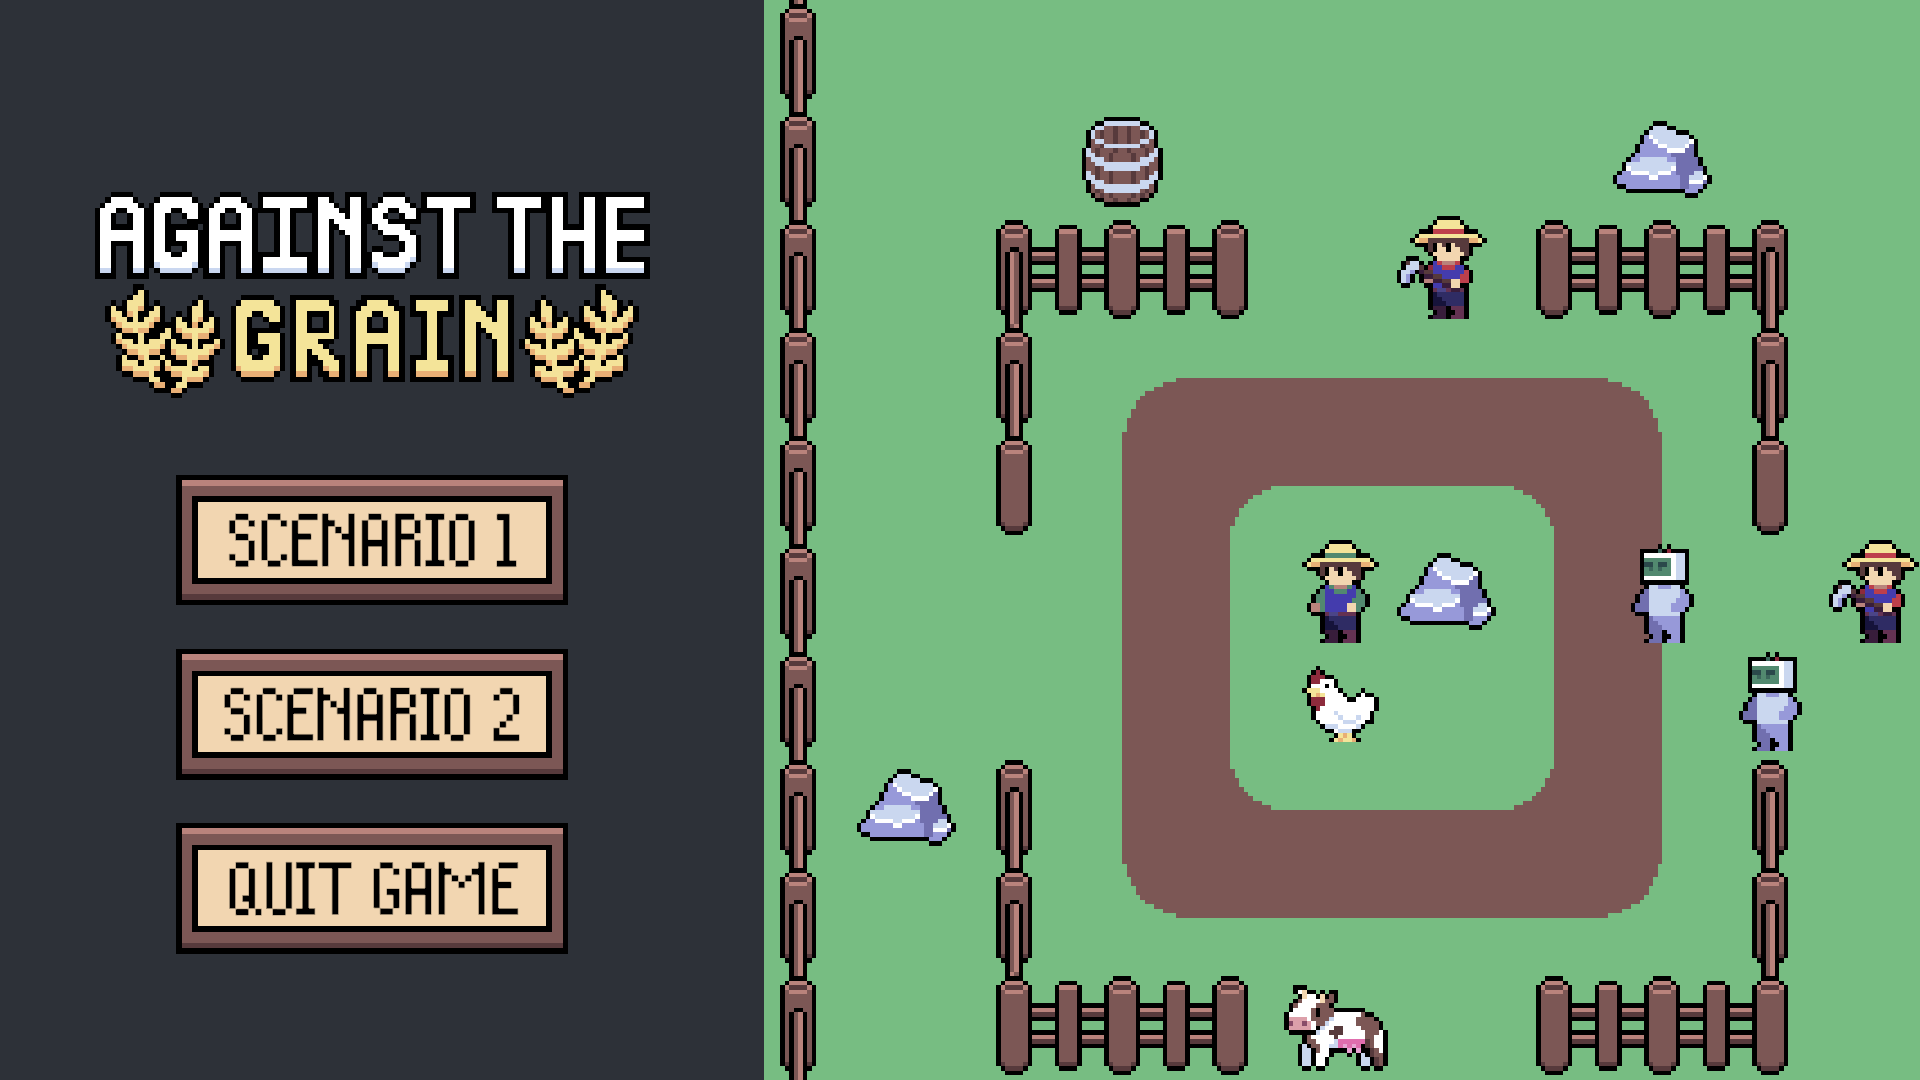 AGAINST THE
GRAIN
SCENARIO 1
SCENARIO 2
QUIT GAME